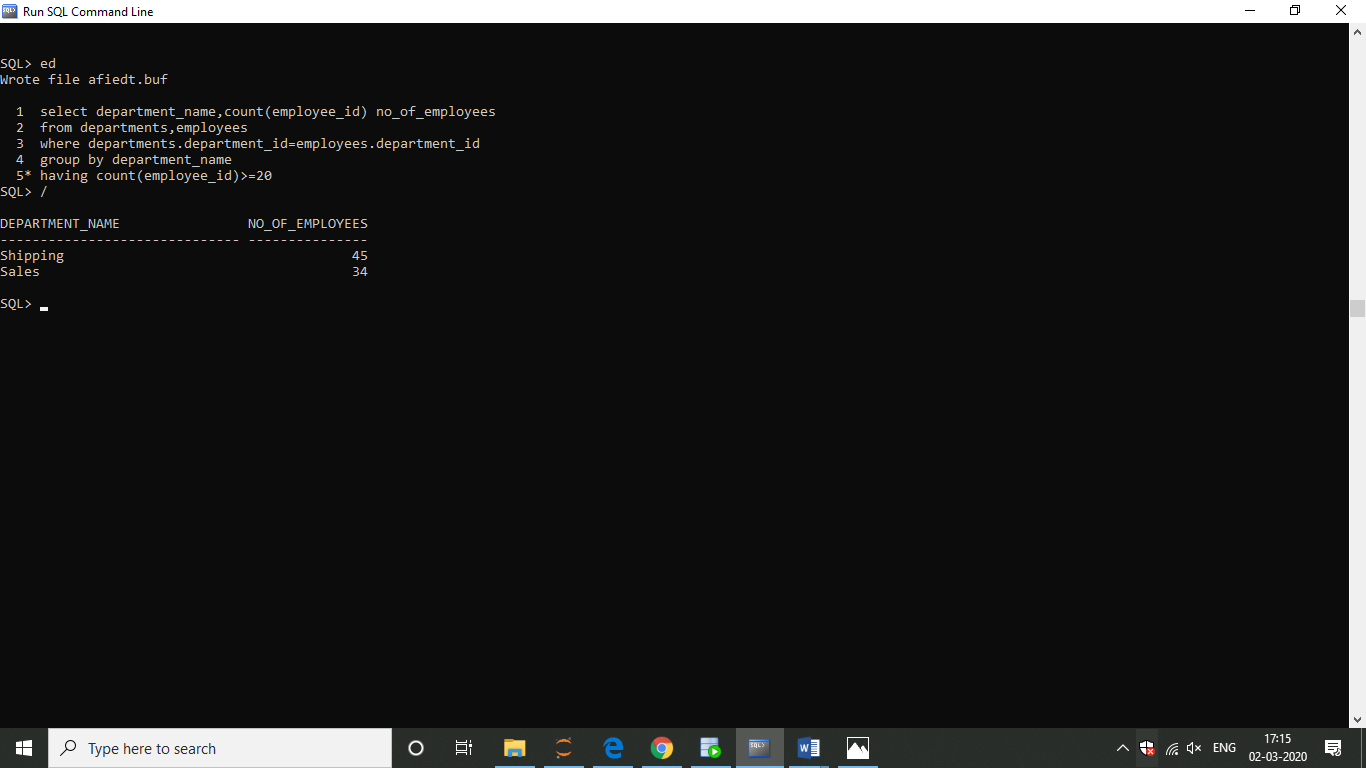 Run SQL Command Line
SQL> ed
Wrote file afiedt.buf
1 select department_name,count(employee_id) no_of_employees
2 from departments,employees
3 where departments.department_id=employees.department_id
4 group by department_name
5* having count(employee_id)>=20
SQL> /
DEPARTMENT_NAME NO_OF_EMPLOYEES
------------------------------ ---------------
Shipping 45
Sales 34
SQL>
Type here to search
ENG
17:15
02-03-2020